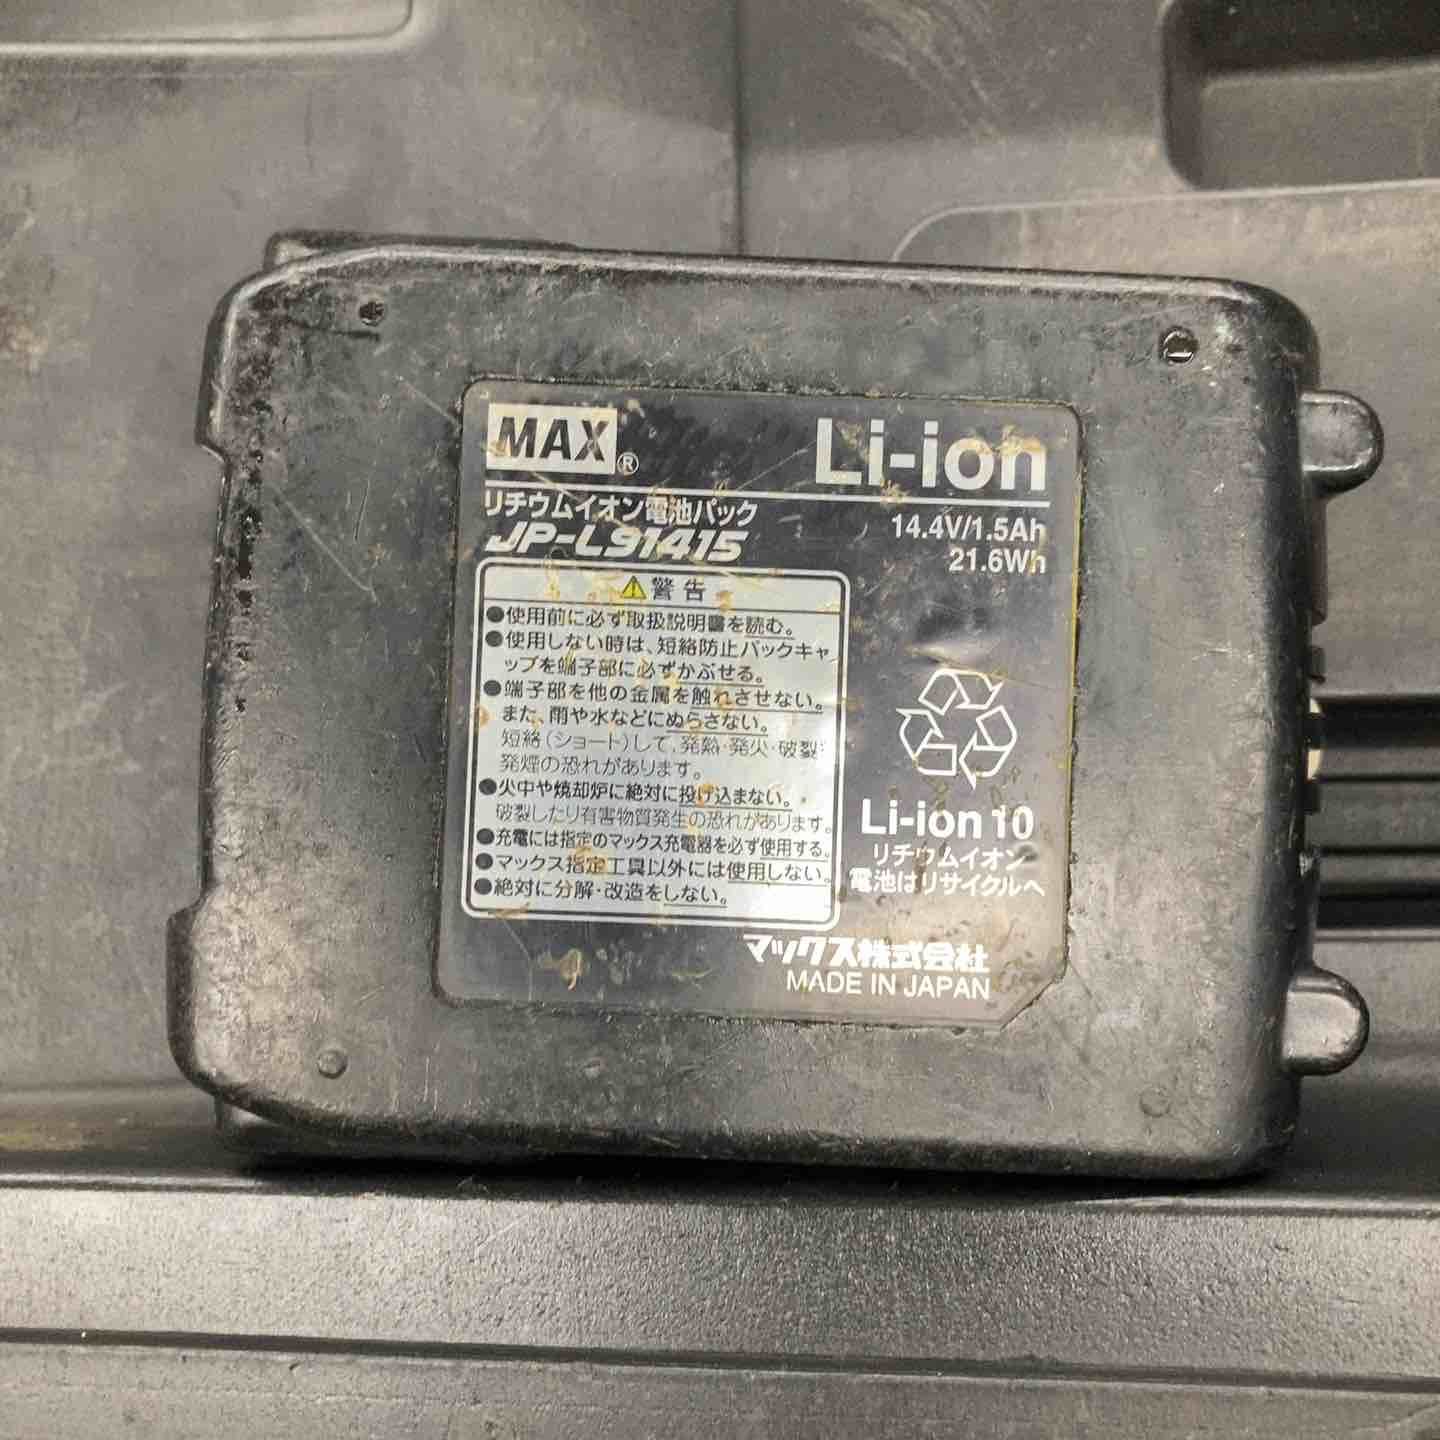 MAX®
Li-ion
リチウムイオン電池パック
JP-L91415
14.4V/1.5Ah
21.6Wh
警告
●使用前に必ず取扱説明書を読む。
●使用しない時は、短絡防止パックキャ
ップを端子部に必ずかぶせる。
●端子部を他の金属を触れさせない。
また、雨や水などにぬらさない。
短絡(ショート)して、発熱・発火・破裂・
発煙の恐れがあります。
●火中や焼却炉に絶対に投げ込まない。
破裂したり有害物質発生の恐れがあります。
●充電には指定のマックス充電器を必ず使用する。
●マックス指定工具以外には使用しない。
●絶対に分解・改造をしない。
Li-ion 10
リチウムイオン
電池はリサイクルへ
マックス株式会社
MADE IN JAPAN